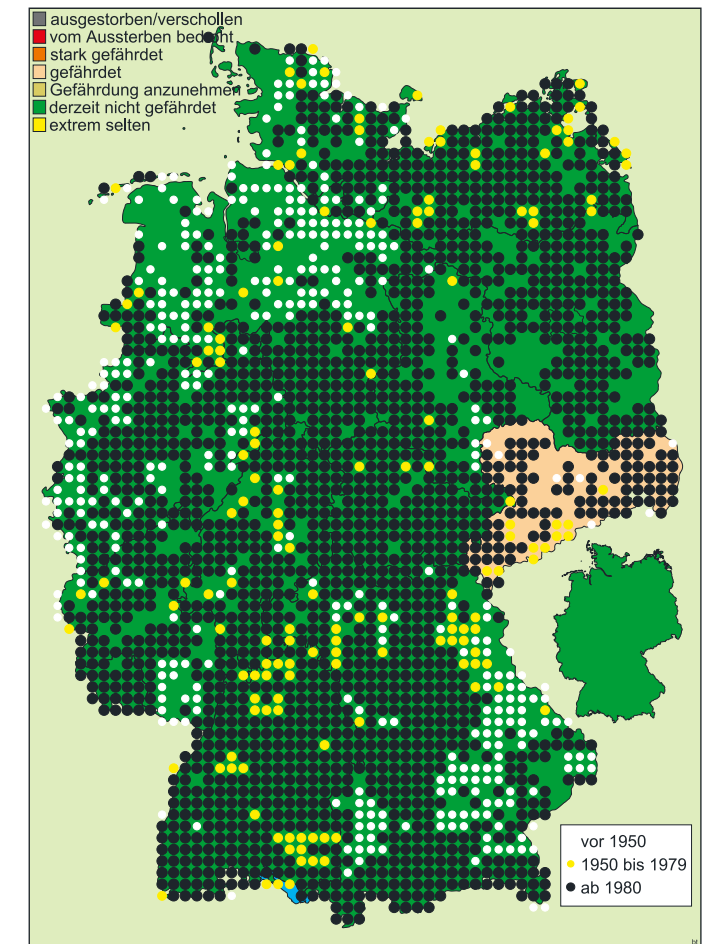 ausgestorben/verschollen
vom Aussterben bedroht
stark gefährdet
gefährdet
Gefährdung anzunehmen
derzeit nicht gefährdet
extrem selten
vor 1950
1950 bis 1979
ab 1980
bt